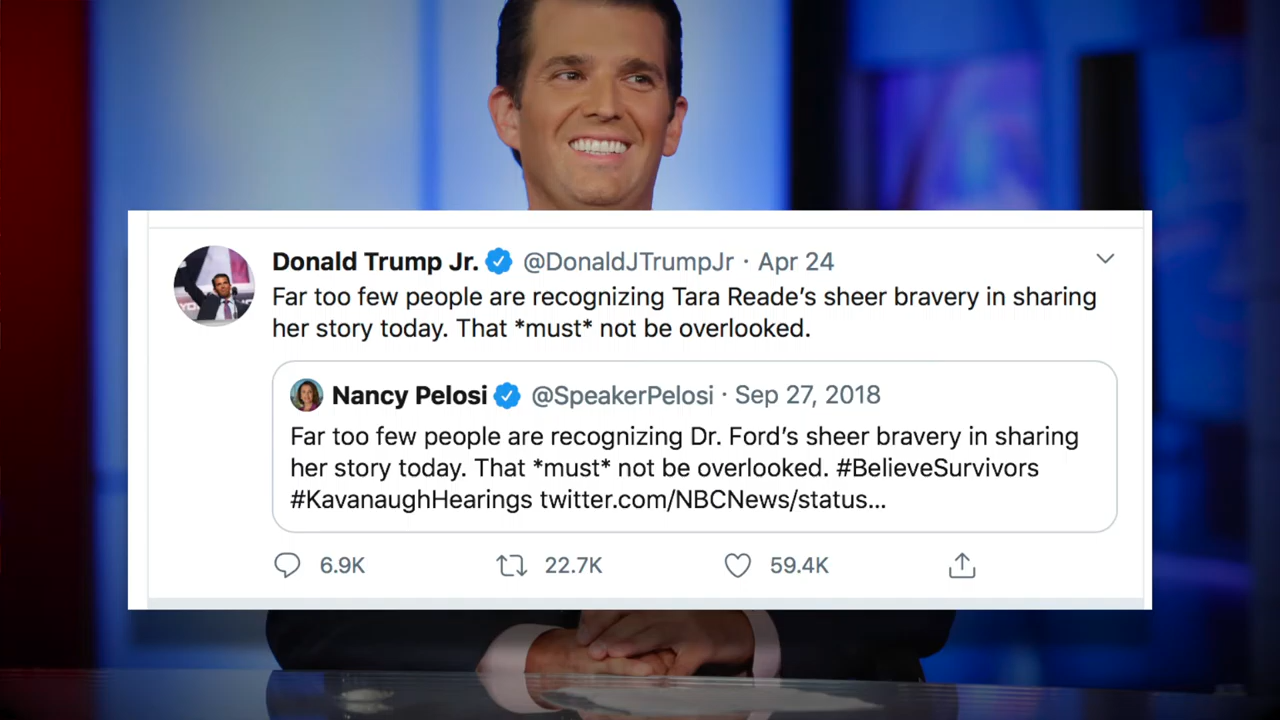 Donald Trump Jr. @DonaldJTrumpJr · Apr 24
Far too few people are recognizing Tara Reade’s sheer bravery in sharing
her story today. That *must* not be overlooked.
Nancy Pelosi @SpeakerPelosi · Sep 27, 2018
Far too few people are recognizing Dr. Ford’s sheer bravery in sharing
her story today. That *must* not be overlooked. #BelieveSurvivors
#KavanaughHearings twitter.com/NBCNews/status...
6.9K 22.7K 59.4K